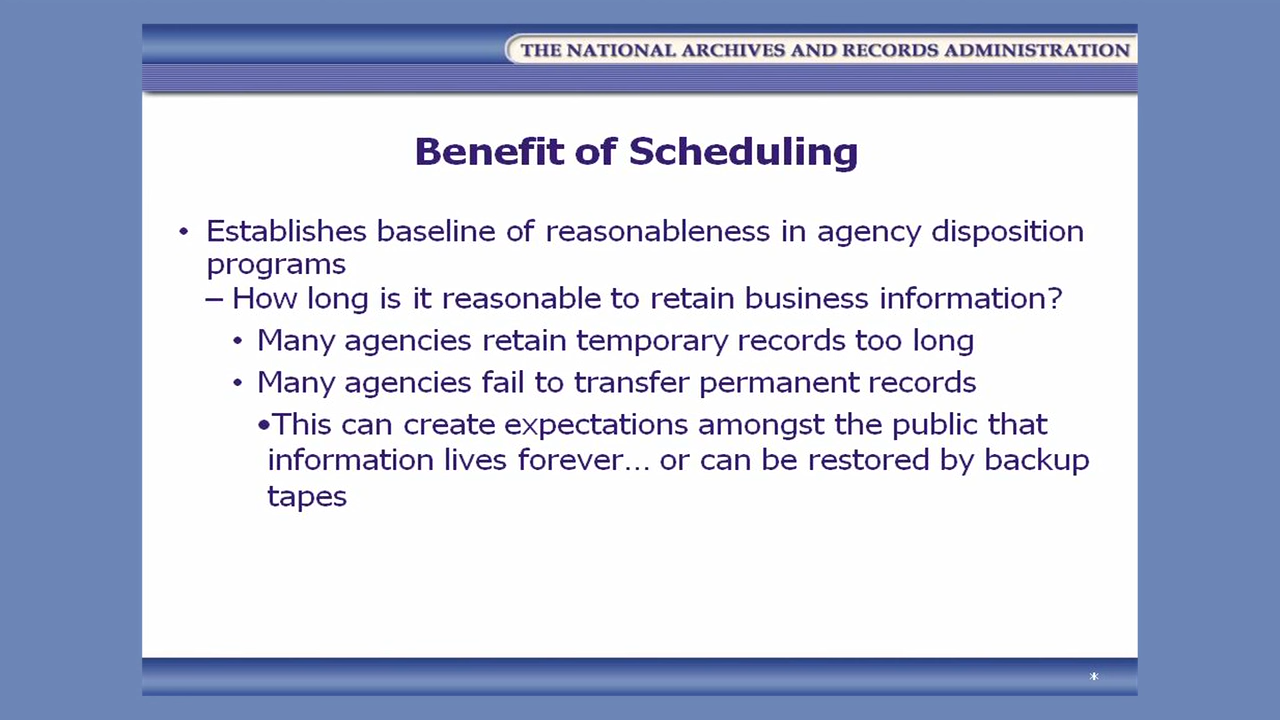 THE NATIONAL ARCHIVES AND RECORDS ADMINISTRATION
Benefit of Scheduling
• Establishes baseline of reasonableness in agency disposition
programs
– How long is it reasonable to retain business information?
• Many agencies retain temporary records too long
• Many agencies fail to transfer permanent records
•This can create expectations amongst the public that
information lives forever... or can be restored by backup
tapes
*